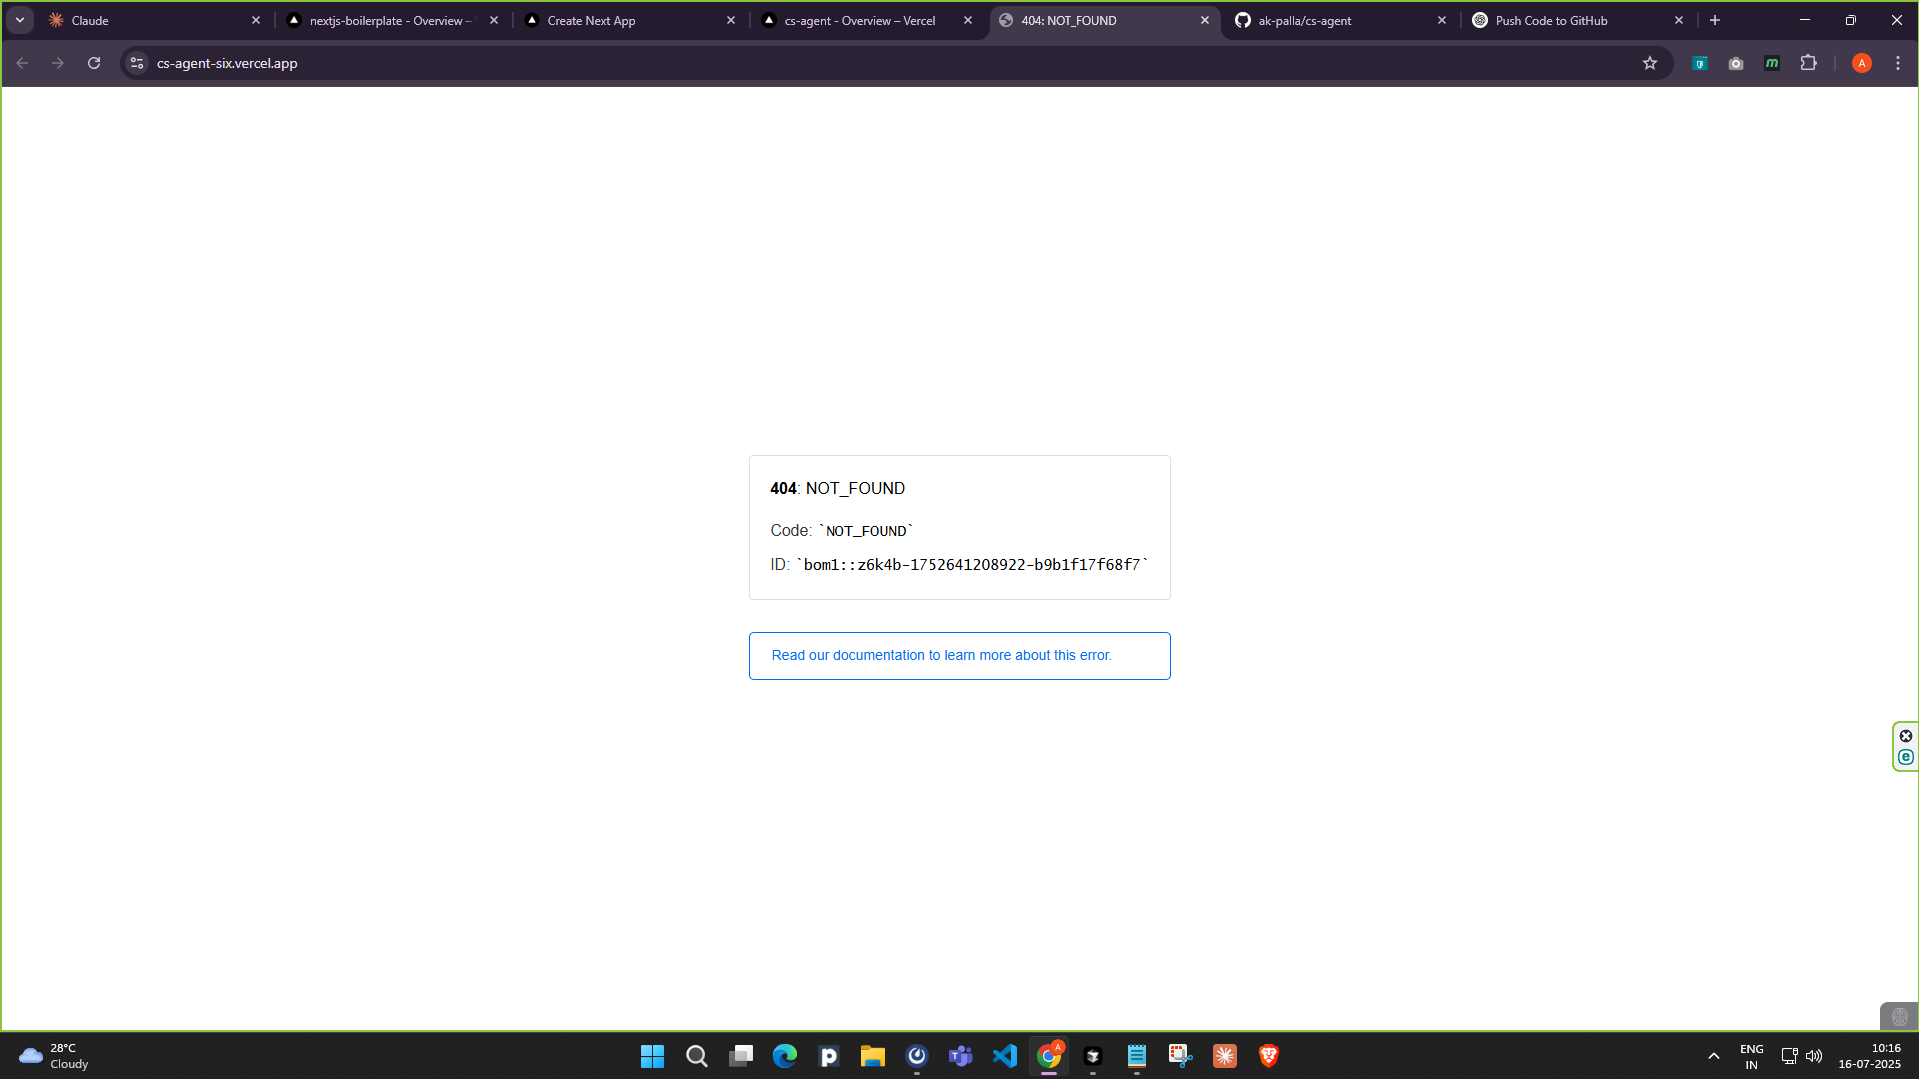 Claude
nextjs-boilerplate - Overview –
Create Next App
cs-agent - Overview – Vercel
404: NOT_FOUND
ak-palla/cs-agent
Push Code to GitHub
cs-agent-six.vercel.app
A
404: NOT_FOUND
Code: `NOT_FOUND`
ID: `bom1::z6k4b-1752641208922-b9b1f17f68f7`
Read our documentation to learn more about this error.
28°C
Cloudy
ENG
IN
10:16
16-07-2025